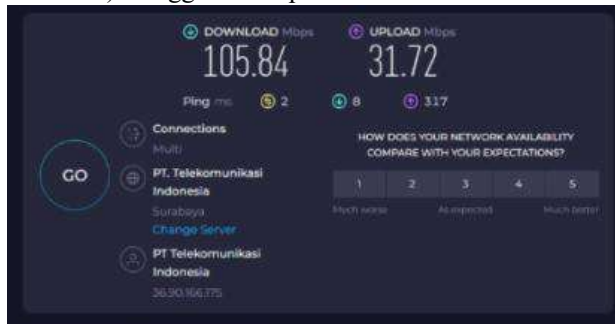 DOWNLOAD Mbps
UPLOAD Mbps
105.84
31.72
Ping ms 2 8 317
Connections
Multi
HOW DOES YOUR NETWORK AVAILABILITY
COMPARE WITH YOUR EXPECTATIONS?
GO
PT. Telekomunikasi
Indonesia
Surabaya
Change Server
1 2 3 4 5
Much worse As expected Much better
PT Telekomunikasi
Indonesia
36.90.166.175